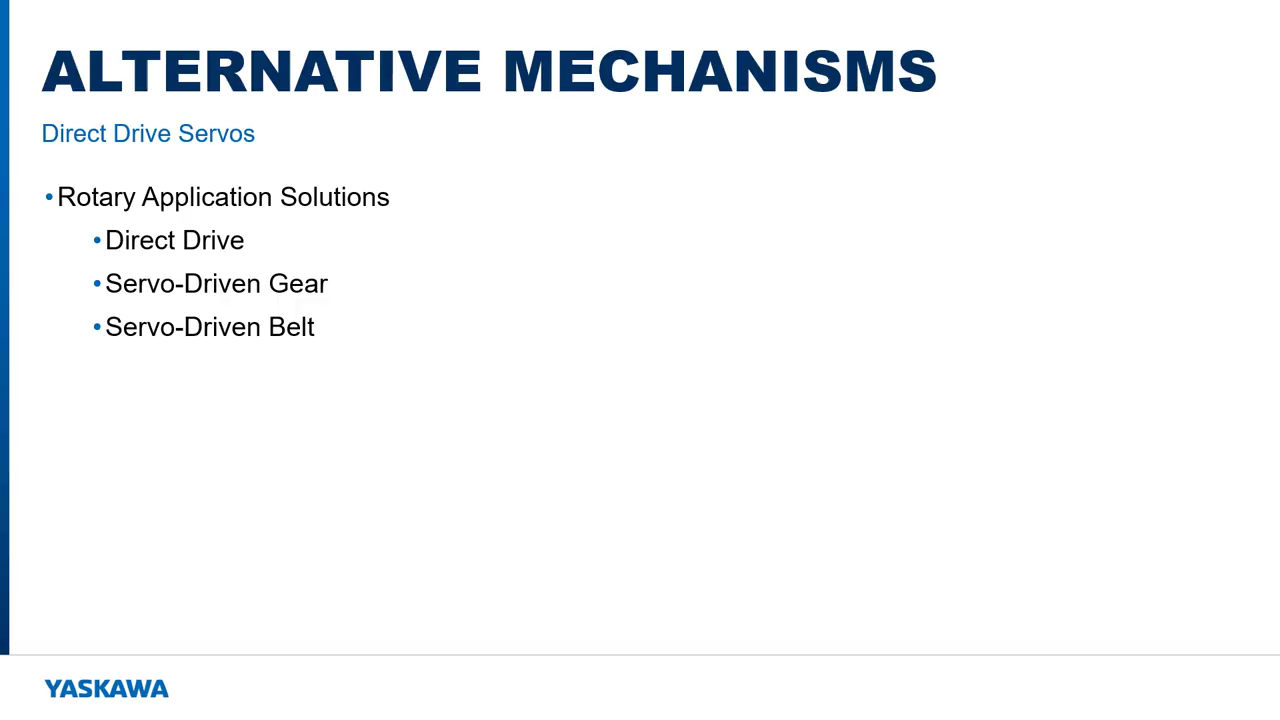 ALTERNATIVE MECHANISMS
Direct Drive Servos
•Rotary Application Solutions
•Direct Drive
•Servo-Driven Gear
•Servo-Driven Belt
YASKAWA